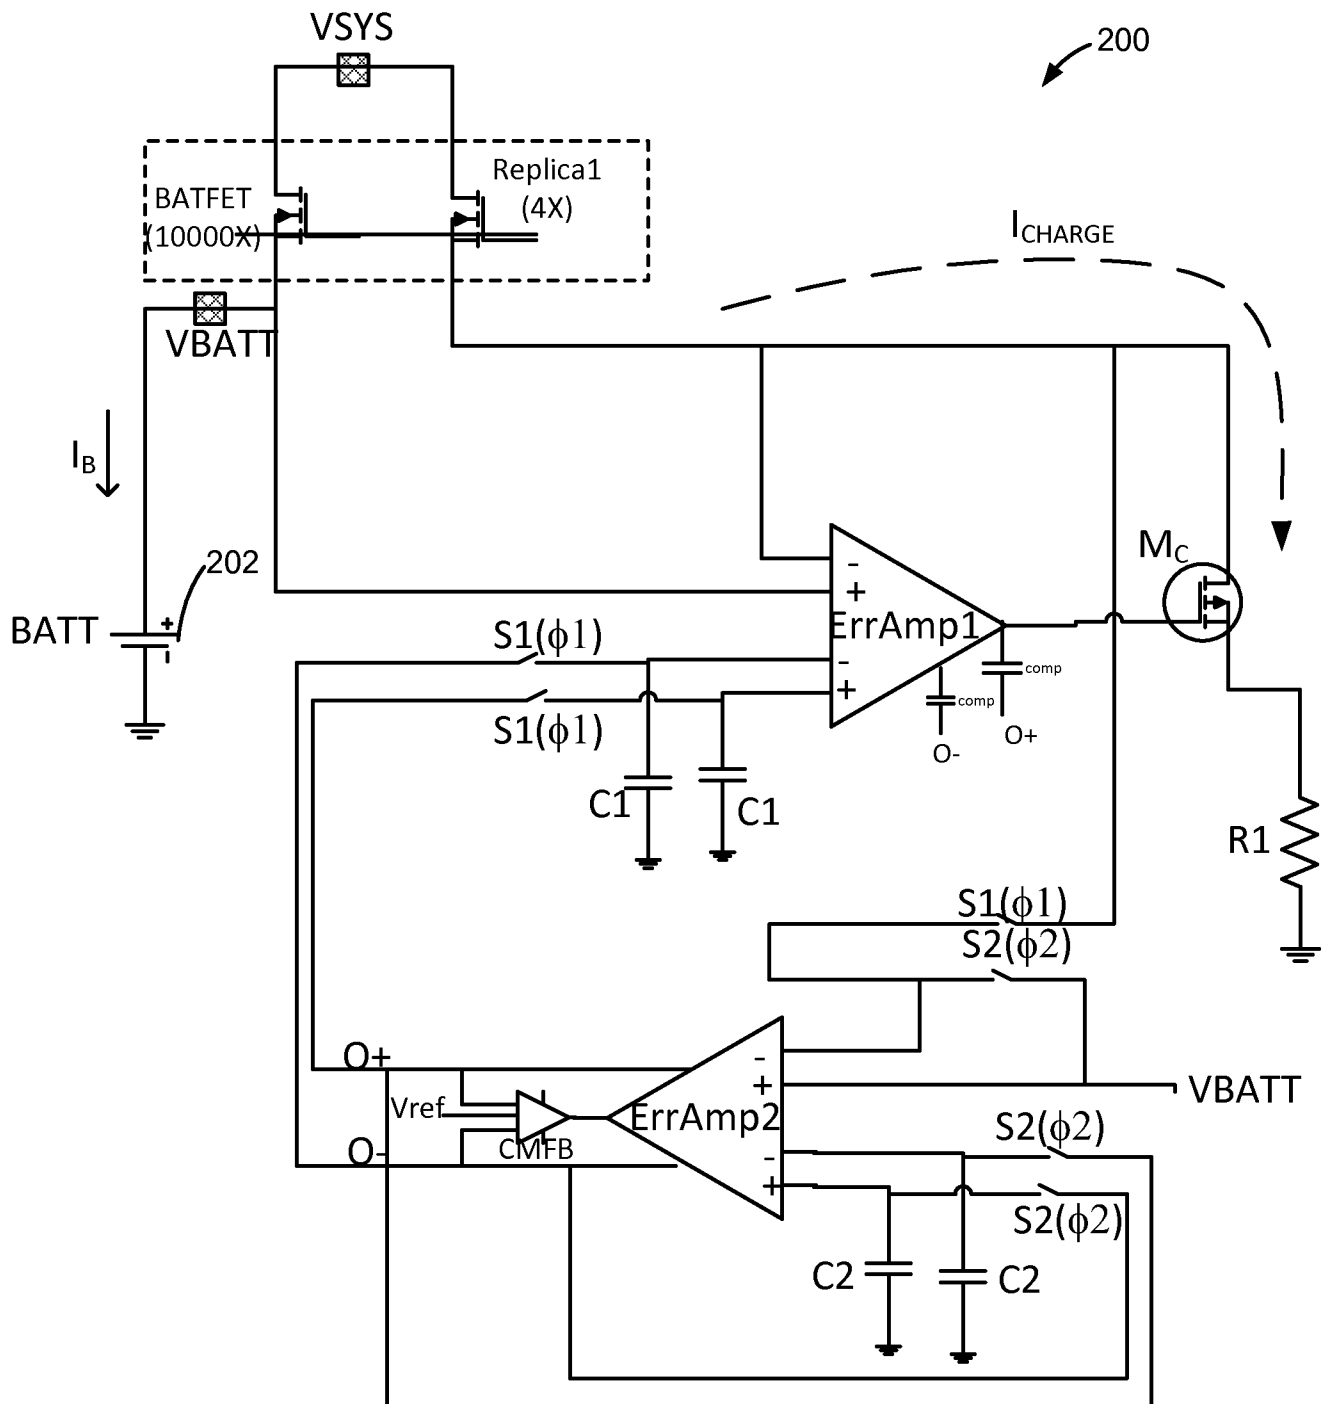 VSYS
200
BATFET
(10000X)
Replica1
(4X)
ICHARGE
VBATT
IB
202
BATT
+
-
MC
-
+
ErrAmp1
-
+
S1(ϕ1)
S1(ϕ1)
comp
comp
O-
O+
C1
C1
R1
S1(ϕ1)
S2(ϕ2)
O+
Vref
O-
CMFB
ErrAmp2
-
+
-
+
VBATT
S2(ϕ2)
S2(ϕ2)
C2
C2